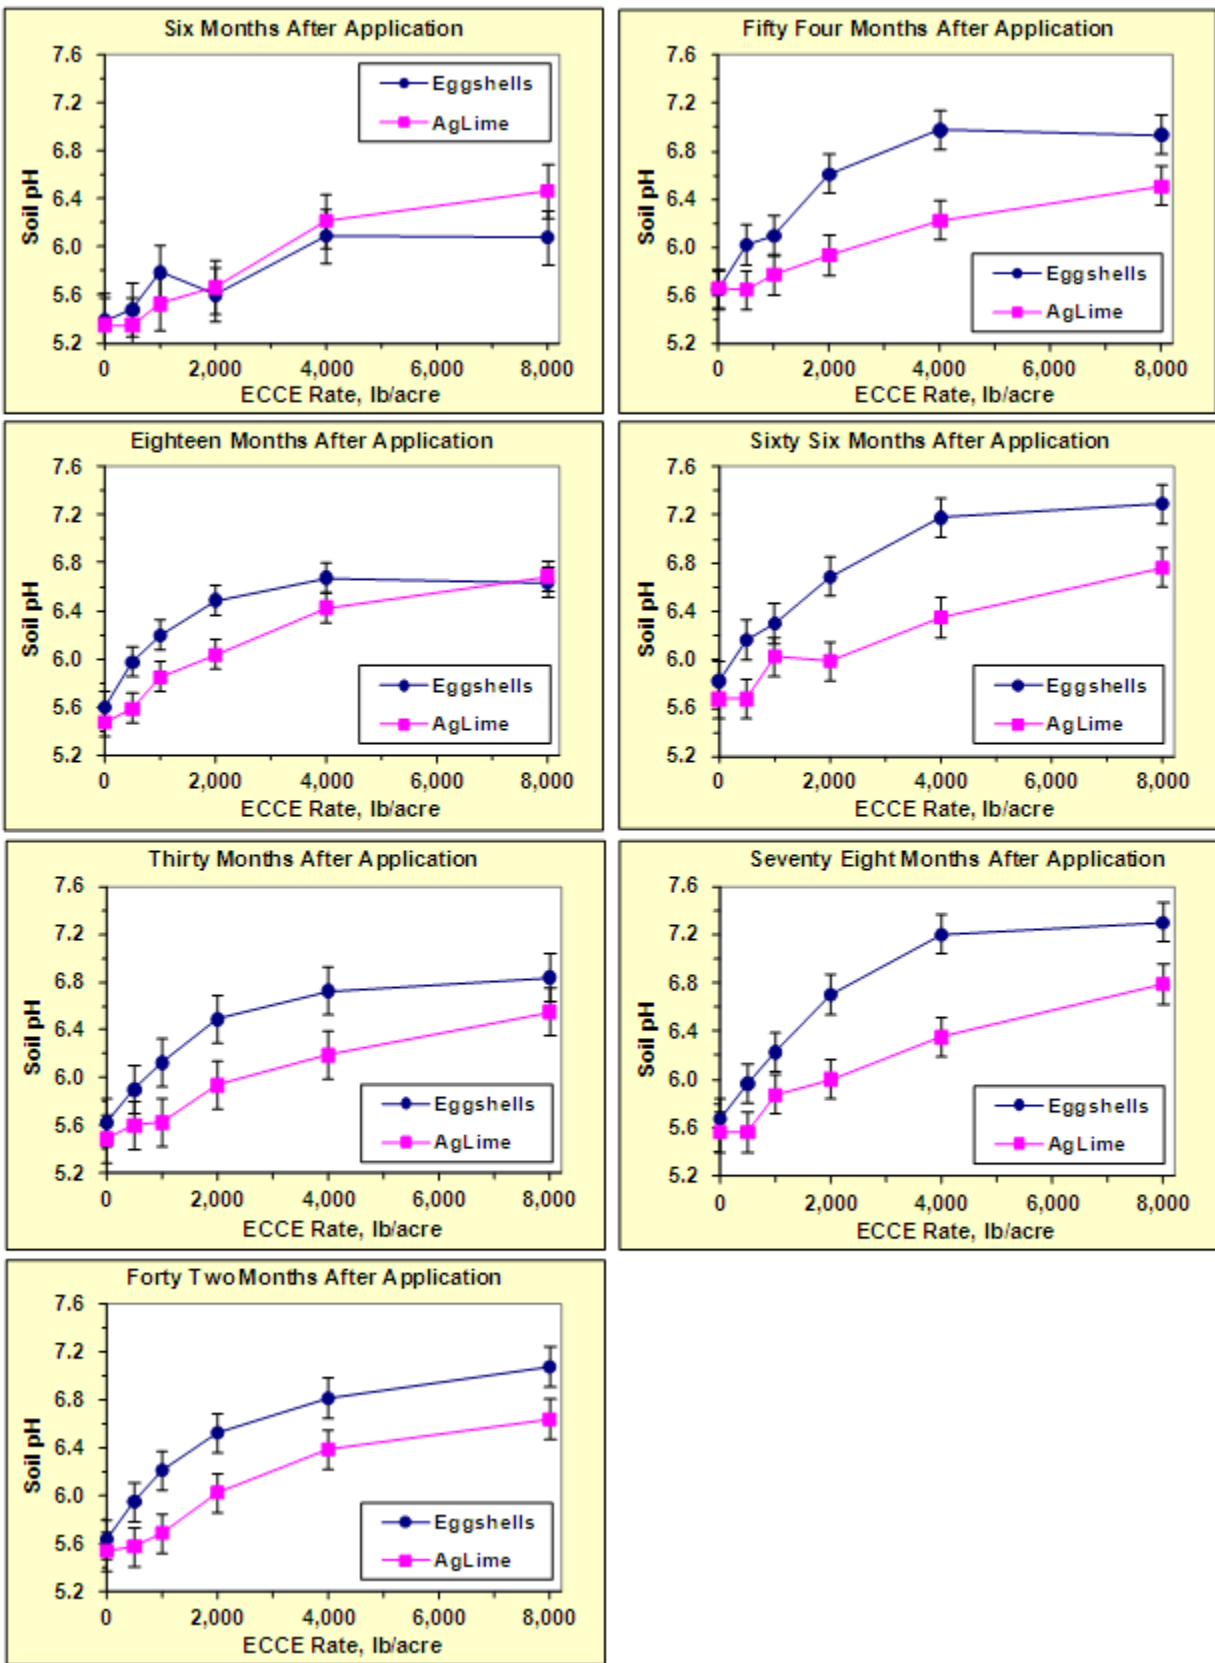 Six Months After Application
7.6
7.2
6.8
6.4
6.0
5.6
5.2
Soil pH
Eggshells
AgLime
0 2,000 4,000 6,000 8,000
ECCE Rate, lb/acre
Fifty Four Months After Application
7.6
7.2
6.8
6.4
6.0
5.6
5.2
Soil pH
Eggshells
AgLime
0 2,000 4,000 6,000 8,000
ECCE Rate, lb/acre
Eighteen Months After Application
7.6
7.2
6.8
6.4
6.0
5.6
5.2
Soil pH
Eggshells
AgLime
0 2,000 4,000 6,000 8,000
ECCE Rate, lb/acre
Sixty Six Months After Application
7.6
7.2
6.8
6.4
6.0
5.6
5.2
Soil pH
Eggshells
AgLime
0 2,000 4,000 6,000 8,000
ECCE Rate, lb/acre
Thirty Months After Application
7.6
7.2
6.8
6.4
6.0
5.6
5.2
Soil pH
Eggshells
AgLime
0 2,000 4,000 6,000 8,000
ECCE Rate, lb/acre
Seventy Eight Months After Application
7.6
7.2
6.8
6.4
6.0
5.6
5.2
Soil pH
Eggshells
AgLime
0 2,000 4,000 6,000 8,000
ECCE Rate, lb/acre
Forty Two Months After Application
7.6
7.2
6.8
6.4
6.0
5.6
5.2
Soil pH
Eggshells
AgLime
0 2,000 4,000 6,000 8,000
ECCE Rate, lb/acre